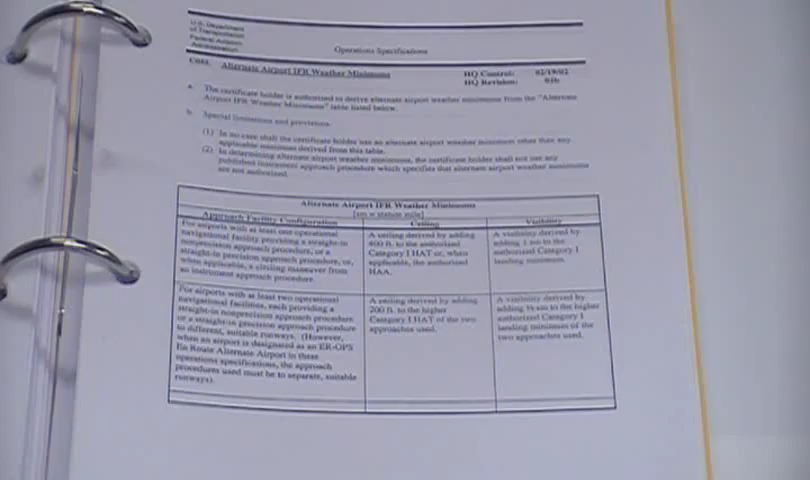 U.S. Department
of Transportation
Federal Aviation
Administration
Operations Specifications
C055. Alternate Airport IFR Weather Minimums
HQ Control: 02/19/02
HQ Revision: 01b
a. The certificate holder is authorized to derive alternate airport weather minimums from the "Alternate
Airport IFR Weather Minimums" table listed below.
b. Special limitations and provisions.
(1) In no case shall the certificate holder use an alternate airport weather minimum other than any
applicable minimum derived from this table.
(2) In determining alternate airport weather minimums, the certificate holder shall not use any
published instrument approach procedure which specifies that alternate airport weather minimums
are not authorized.
Alternate Airport IFR Weather Minimums
[sm = statute mile]
Approach Facility Configuration
Ceiling
Visibility
For airports with at least one operational
navigational facility providing a straight-in
nonprecision approach procedure, or a
straight-in precision approach procedure, or,
when applicable, a circling maneuver from
an instrument approach procedure.
A ceiling derived by adding
400 ft. to the authorized
Category I HAT or, when
applicable, the authorized
HAA.
A visibility derived by
adding 1 sm to the
authorized Category I
landing minimum.
For airports with at least two operational
navigational facilities, each providing a
straight-in nonprecision approach procedure
or a straight-in precision approach procedure
to different, suitable runways. (However,
when an airport is designated as an ER-OPS
En Route Alternate Airport in these
operations specifications, the approach
procedures used must be to separate, suitable
runways).
A ceiling derived by adding
200 ft. to the higher
Category I HAT of the two
approaches used.
A visibility derived by
adding ½ sm to the higher
authorized Category I
landing minimum of the
two approaches used.